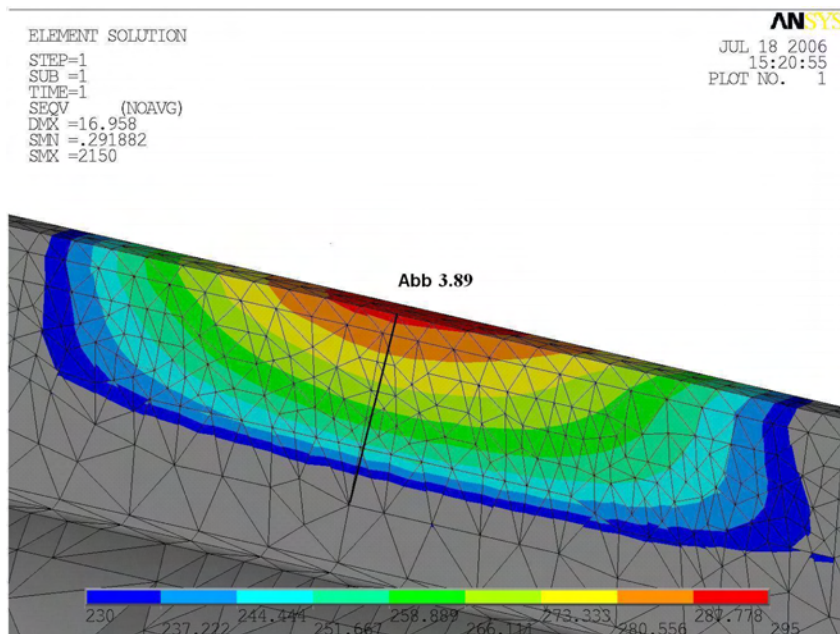 ANSYS
ELEMENT SOLUTION
JUL 18 2006
15:20:55
PLOT NO. 1
STEP=1
SUB =1
TIME=1
SEQV (NOAVG)
DMX =16.958
SMN =.291882
SMX =2150
Abb 3.89
230 244.444 258.889 273.333 287.778
237.222 251.667 266.111 280.556 295